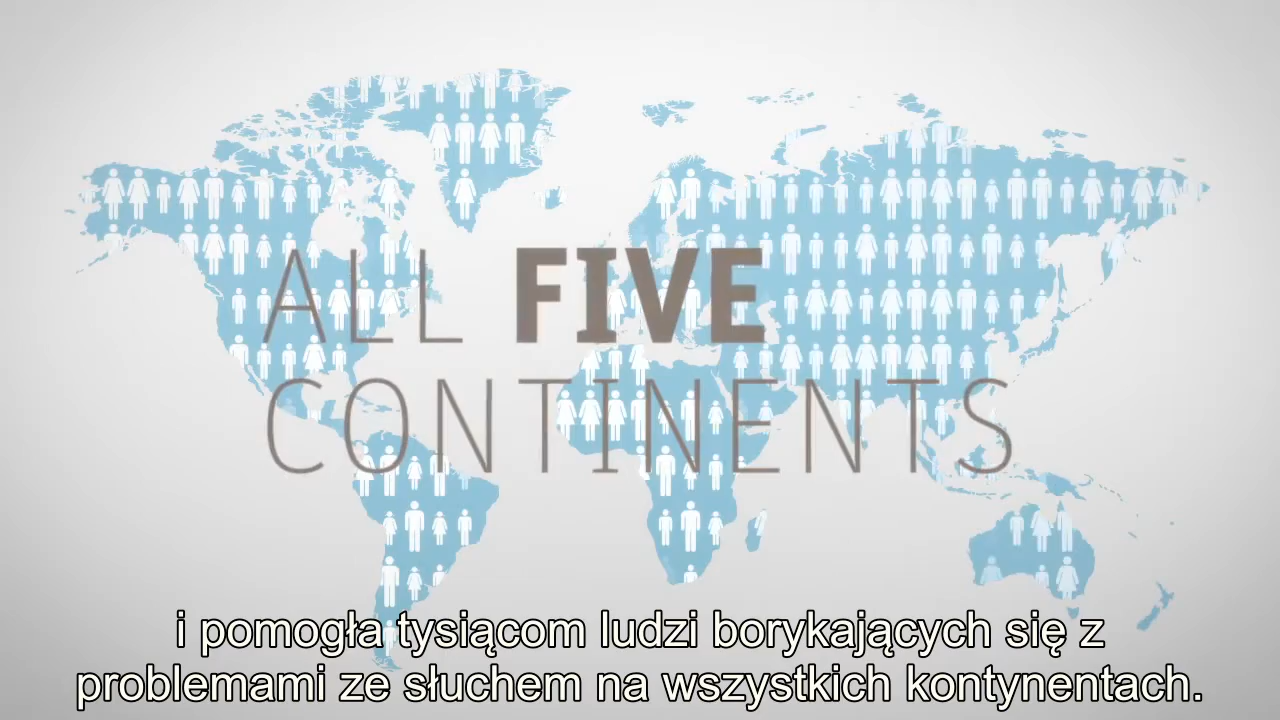 ALL FIVE
CONTINENTS
i pomogła tysiącom ludzi borykających się z
problemami ze słuchem na wszystkich kontynentach.